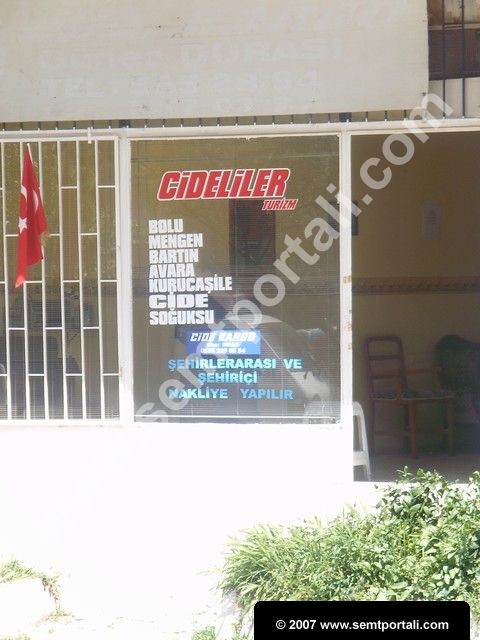 CİDELİLER
TURİZM
BOLU
MENGEN
BARTIN
AVARA
KURUCAŞİLE
CİDE
SOĞUKSU
CİDE KARGO
ŞEHİRLERARASI VE
ŞEHİRİÇİ
NAKLİYE YAPILIR
semtportali.com
© 2007 www.semtportali.com